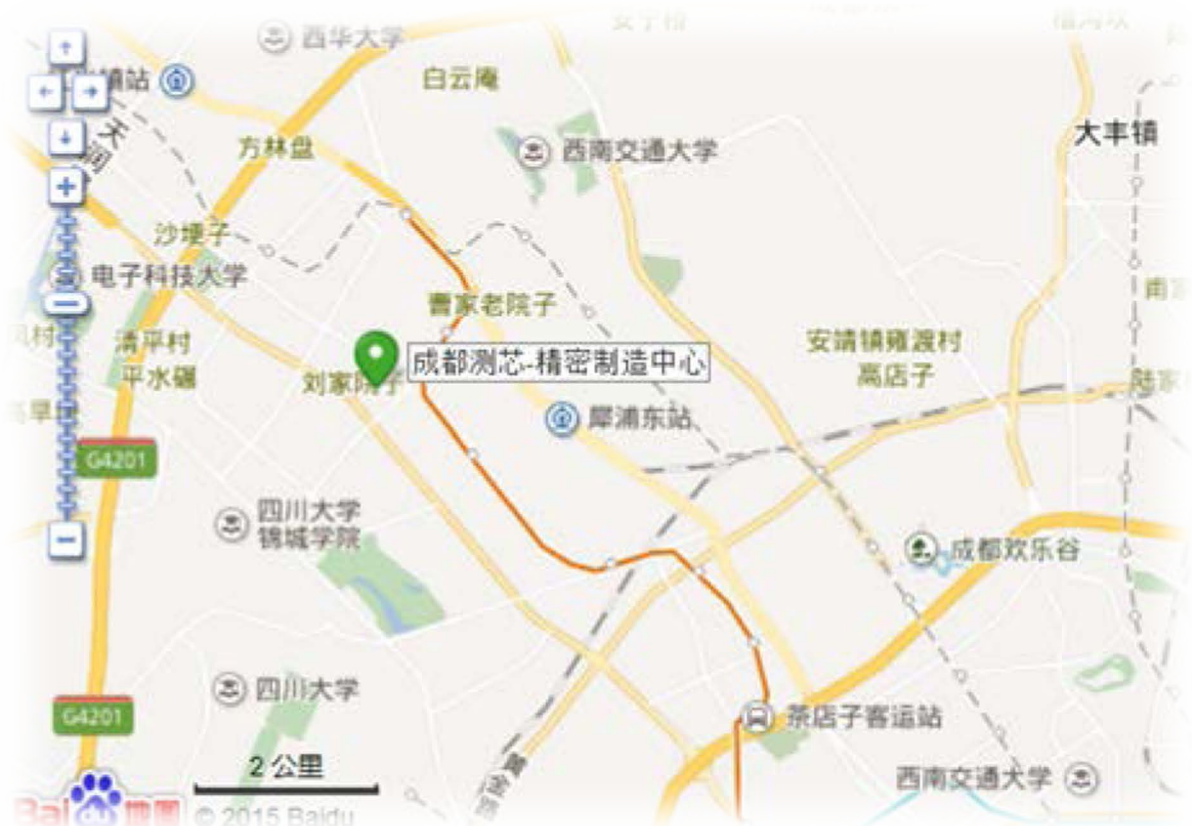 西华大学
白云庵
大丰镇
方林盘
西南交通大学
沙埂子
电子科技大学
曹家老院子
清平村
平水碾
安靖镇雍渡村
高店子
成都测芯-精密制造中心
刘家院子
犀浦东站
G4201
四川大学
锦城学院
成都欢乐谷
四川大学
G4201
茶店子客运站
2 公里
西南交通大学
Bai 地图
© 2015 Baidu